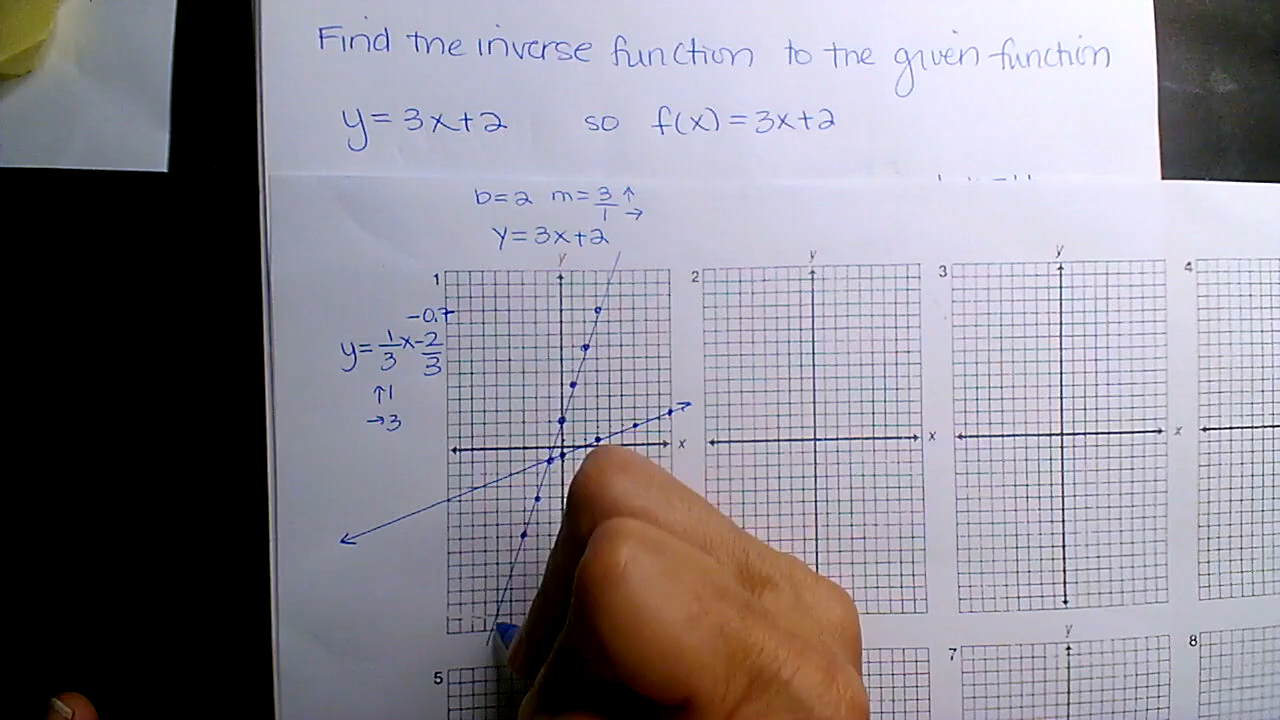 Find the inverse function to the given function
y = 3x+2 so f(x) = 3x+2
b=2 m=3/1 ↑ →
y=3x+2
1 y x
-0.7
y=1/3x-2/3
↑1
→3
2 y x
3 y x
4
5
y
7
8